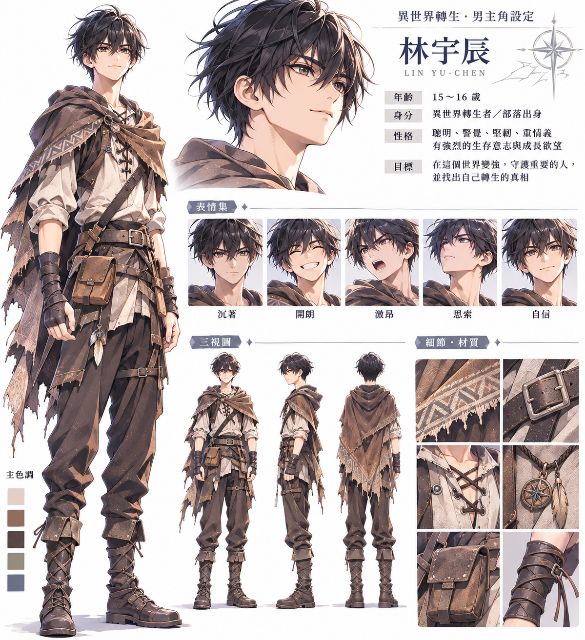 異世界轉生・男主角設定
林宇辰
LIN YU-CHEN
年齡 15～16 歲
身分 異世界轉生者／部落出身
性格 聰明、警覺、堅韌、重情義
有強烈的生存意志與成長欲望
目標 在這個世界變強，守護重要的人，
並找出自己轉生的真相
表情集
沉著 開朗 激昂 思索 自信
三視圖
細節・材質
主色調